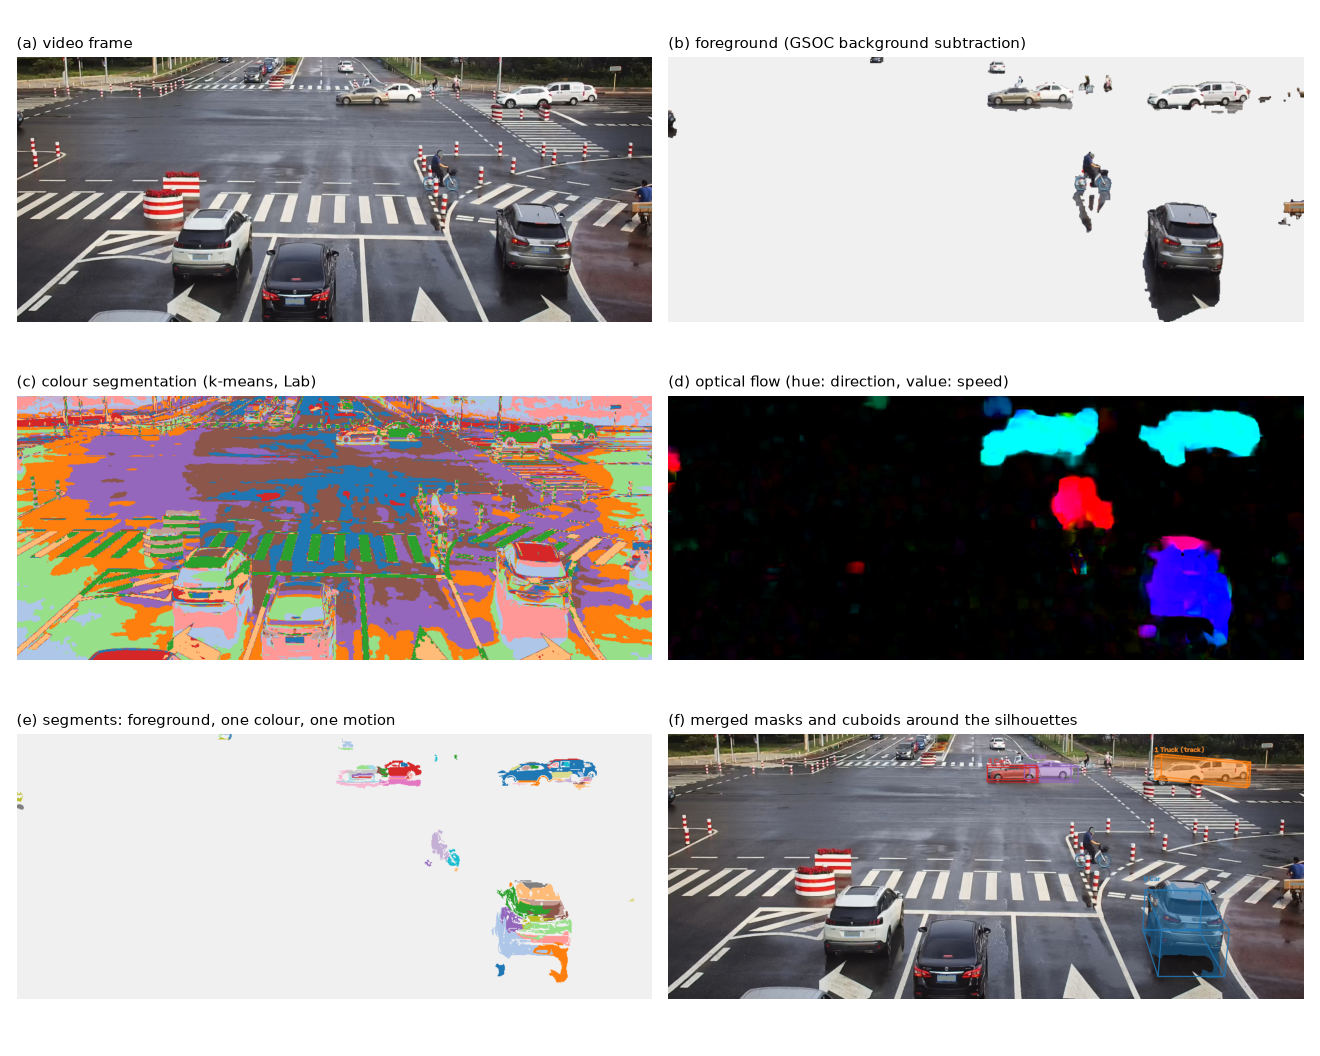 (a) video frame
(b) foreground (GSOC background subtraction)
(c) colour segmentation (k-means, Lab)
(d) optical flow (hue: direction, value: speed)
(e) segments: foreground, one colour, one motion
(f) merged masks and cuboids around the silhouettes
1 Truck (track)